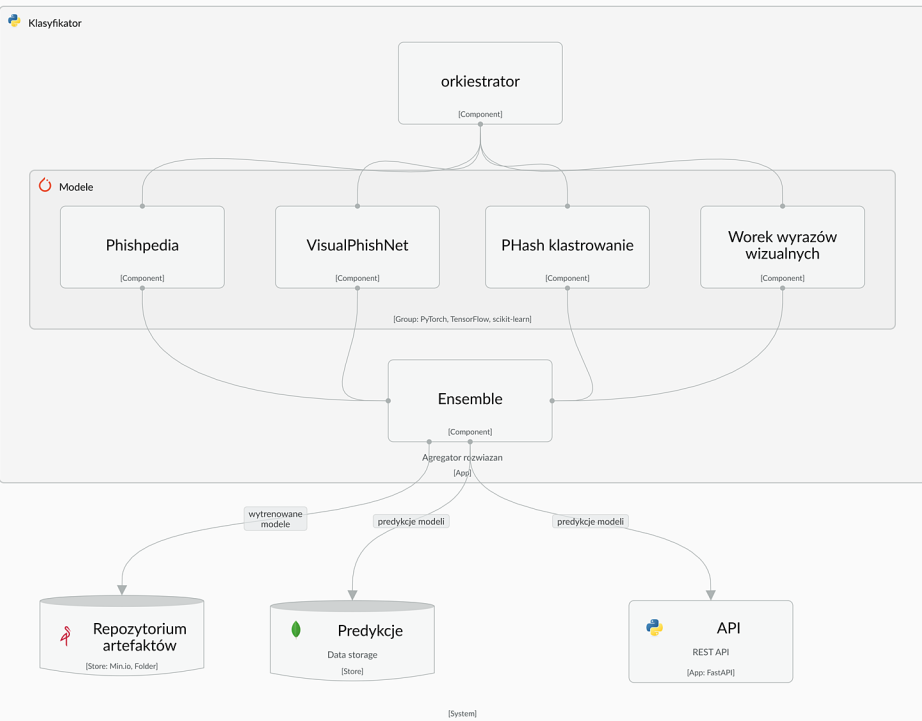 Klasyfikator
orkiestrator
[Component]
Modele
Phishpedia
[Component]
VisualPhishNet
[Component]
PHash klastrowanie
[Component]
Worek wyrazów
wizualnych
[Component]
[Group: PyTorch, TensorFlow, scikit-learn]
Ensemble
[Component]
Agregator rozwiazan
[App]
wytrenowane
modele
predykcje modeli
predykcje modeli
Repozytorium
artefaktów
[Store: Min.io, Folder]
Predykcje
Data storage
[Store]
API
REST API
[App: FastAPI]
[System]